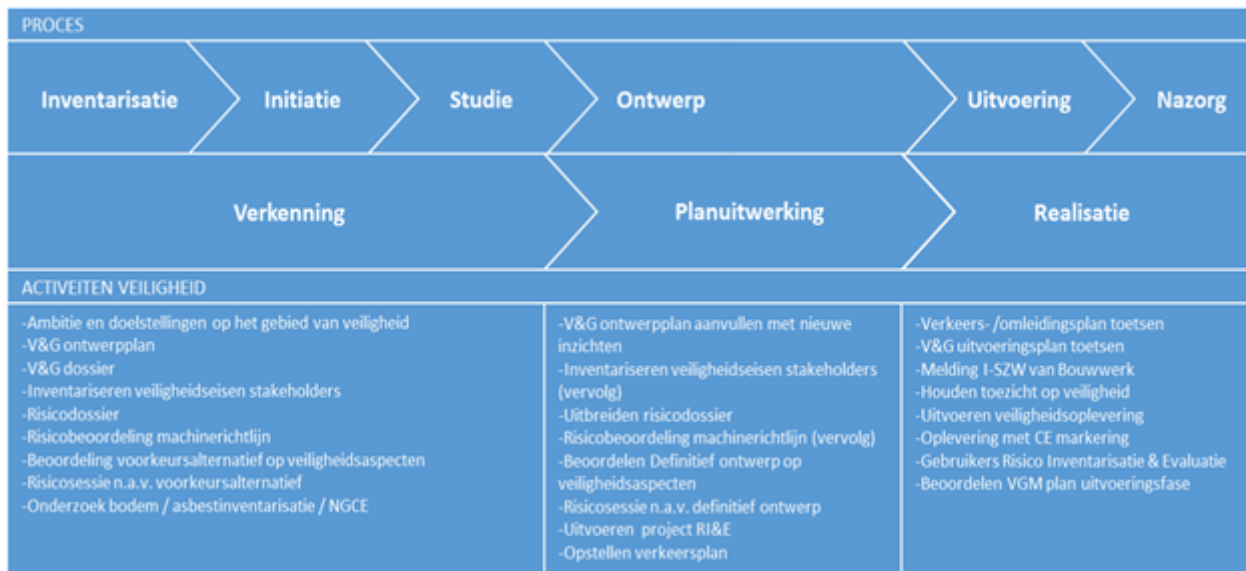 PROCES
Inventarisatie
Initiatie
Studie
Ontwerp
Uitvoering
Nazorg
Verkenning
Planuitwerking
Realisatie
ACTIVEITEN VEILIGHEID
-Ambitie en doelstellingen op het gebied van veiligheid
-V&G ontwerpplan
-V&G dossier
-Inventariseren veiligheidseisen stakeholders
-Risicodossier
-Risicobeoordeling machinerichtlijn
-Beoordeling voorkeursalternatief op veiligheidsaspecten
-Risicosessie n.a.v. voorkeursalternatief
-Onderzoek bodem / asbestinventarisatie / NGCE
-V&G ontwerpplan aanvullen met nieuwe
inzichten
-Inventariseren veiligheidseisen stakeholders
(vervolg)
-Uitbreiden risicodossier
-Risicobeoordeling machinerichtlijn (vervolg)
-Beoordelen Definitief ontwerp op
veiligheidsaspecten
-Risicosessie n.a.v. definitief ontwerp
-Uitvoeren project RI&E
-Opstellen verkeersplan
-Verkeers- /omleidingsplan toetsen
-V&G uitvoeringsplan toetsen
-Melding I-SZW van Bouwwerk
-Houden toezicht op veiligheid
-Uitvoeren veiligheidsoplevering
-Oplevering met CE markering
-Gebruikers Risico Inventarisatie & Evaluatie
-Beoordelen VGM plan uitvoeringsfase